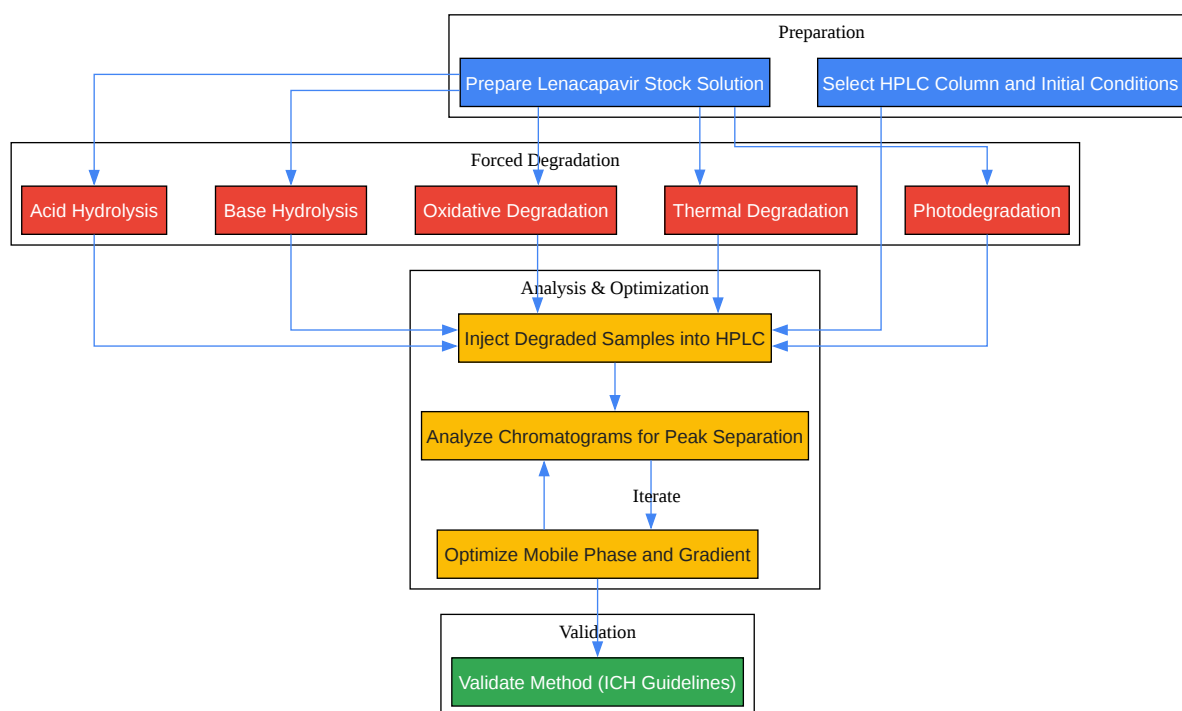 Preparation
Prepare Lenacapavir Stock Solution
Select HPLC Column and Initial Conditions
Forced Degradation
Acid Hydrolysis
Base Hydrolysis
Oxidative Degradation
Thermal Degradation
Photodegradation
Analysis & Optimization
Inject Degraded Samples into HPLC
Analyze Chromatograms for Peak Separation
Iterate
Optimize Mobile Phase and Gradient
Validation
Validate Method (ICH Guidelines)